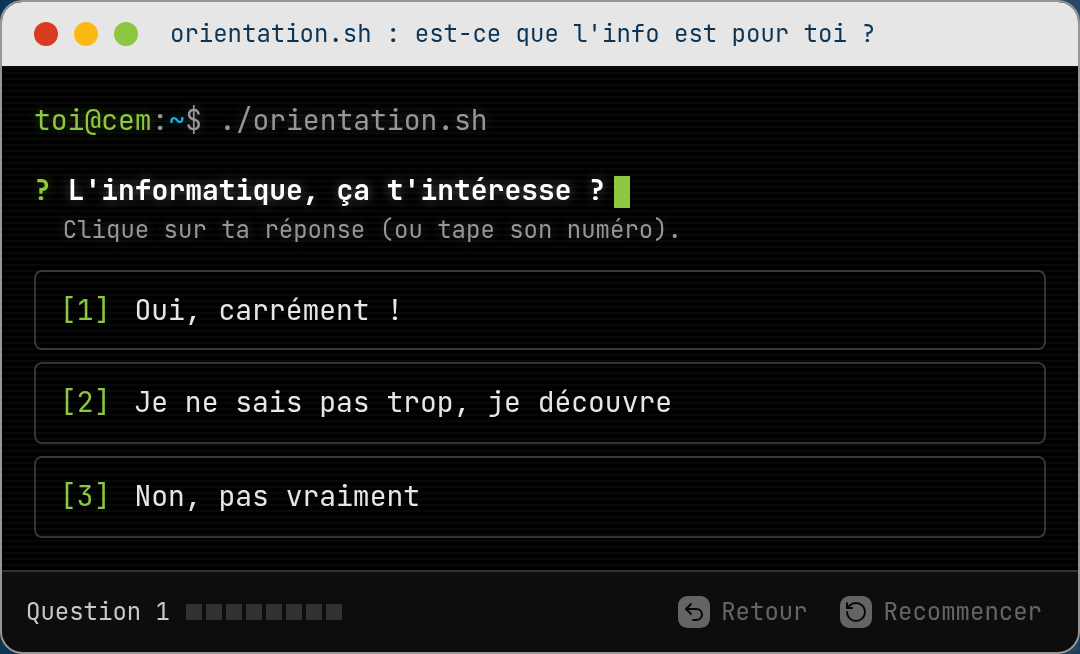 orientation.sh : est-ce que l'info est pour toi ?
toi@cem:~$ ./orientation.sh
? L'informatique, ça t'intéresse ?
Clique sur ta réponse (ou tape son numéro).
[1] Oui, carrément !
[2] Je ne sais pas trop, je découvre
[3] Non, pas vraiment
Question 1 Retour Recommencer